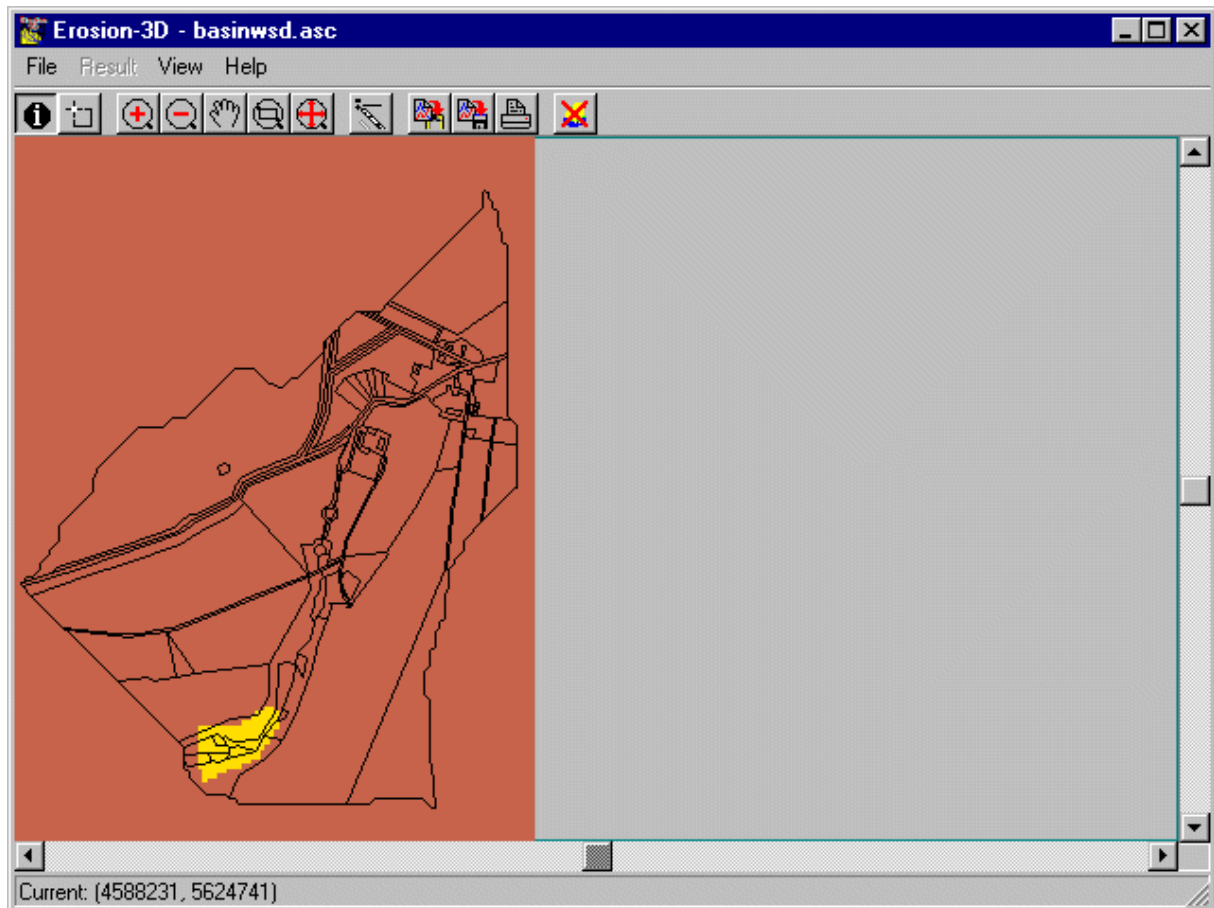 Erosion-3D - basinwsd.asc
File Result View Help
Current: (4588231, 5624741)